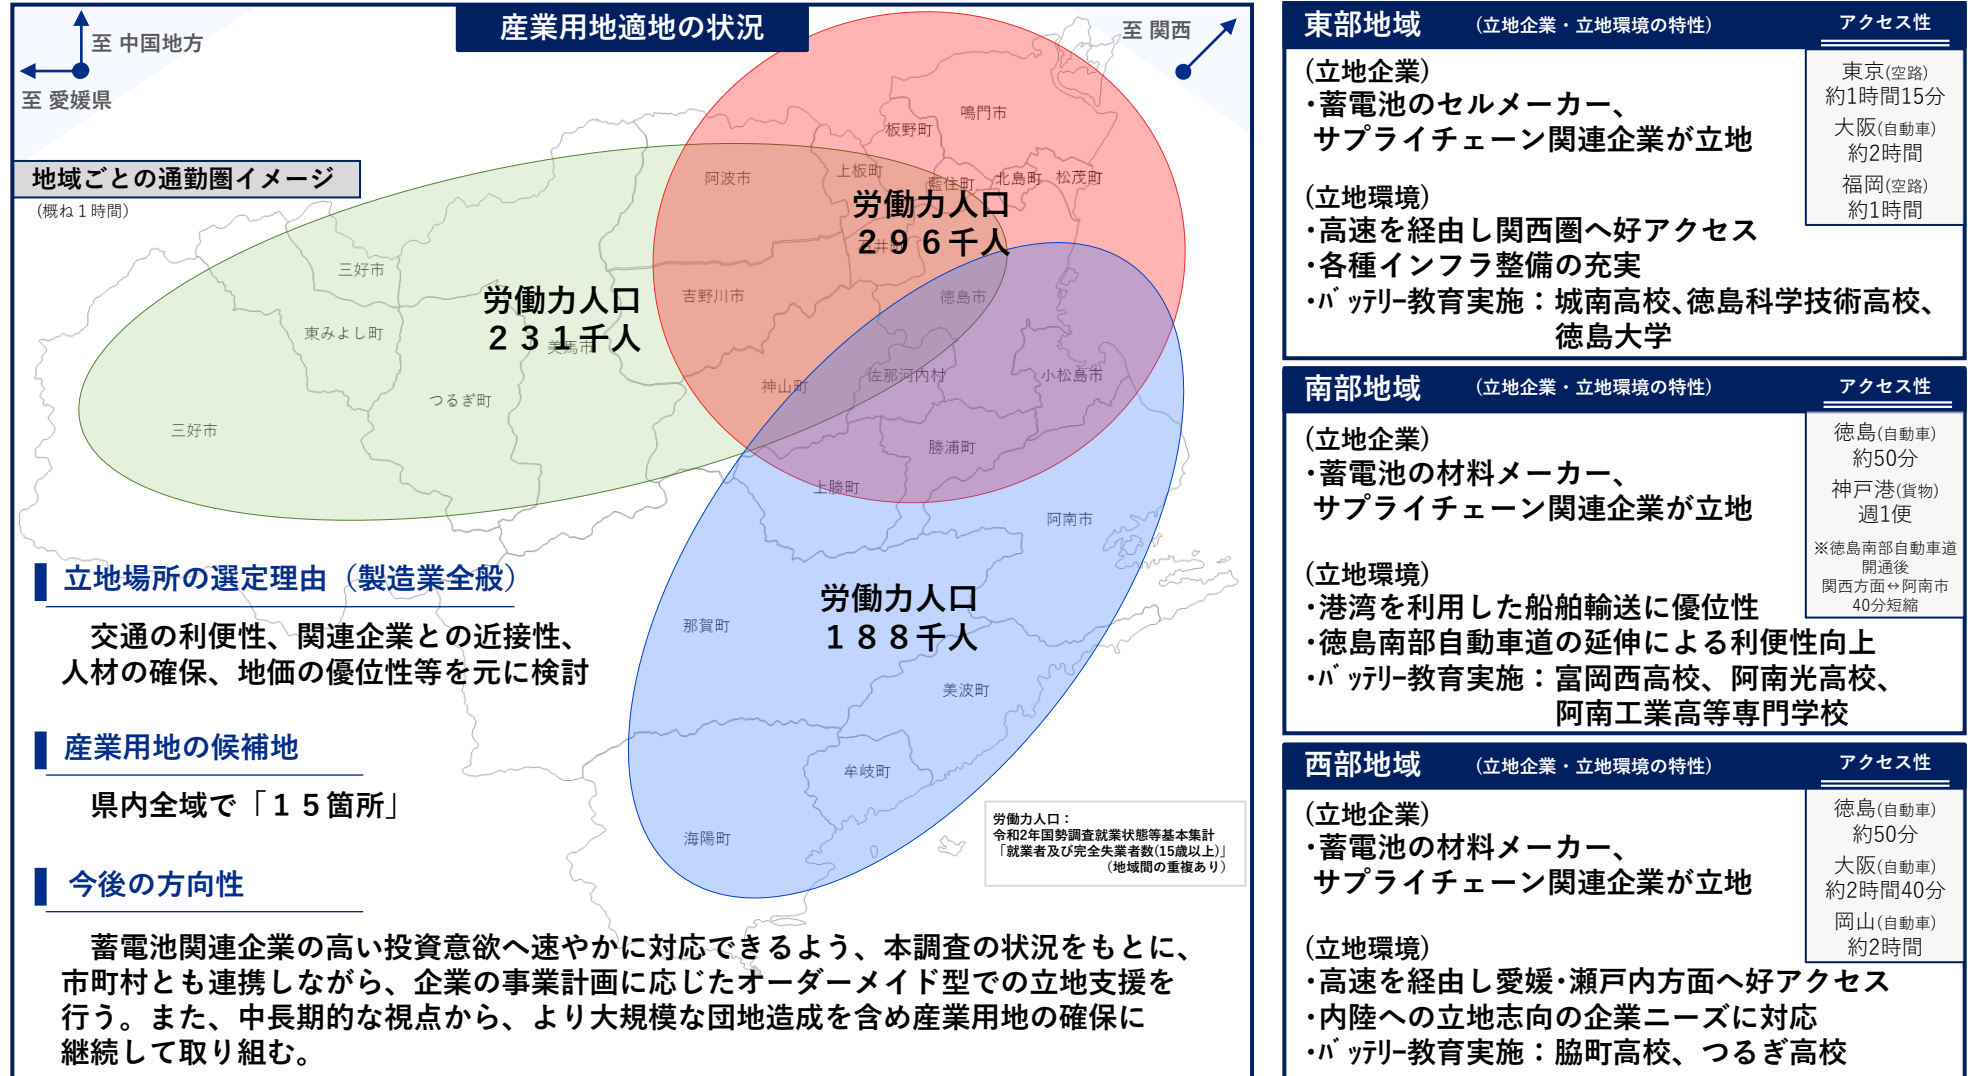 産業用地適地の状況
至 中国地方
至 愛媛県
至 関西
地域ごとの通勤圏イメージ
(概ね１時間)
鳴門市
板野町
上板町
藍住町
北島町
松茂町
阿波市
労働力人口
２９６千人
三好市
吉野川市
徳島市
労働力人口
２３１千人
東みよし町
美馬市
神山町
佐那河内村
小松島市
つるぎ町
三好市
勝浦町
上勝町
阿南市
労働力人口
１８８千人
那賀町
美波町
牟岐町
海陽町
立地場所の選定理由（製造業全般）
交通の利便性、関連企業との近接性、
人材の確保、地価の優位性等を元に検討
産業用地の候補地
県内全域で「１５箇所」
労働力人口：
令和2年国勢調査就業状態等基本集計
「就業者及び完全失業者数(15歳以上)」
（地域間の重複あり）
今後の方向性
蓄電池関連企業の高い投資意欲へ速やかに対応できるよう、本調査の状況をもとに、
市町村とも連携しながら、企業の事業計画に応じたオーダーメイド型での立地支援を
行う。また、中長期的な視点から、より大規模な団地造成を含め産業用地の確保に
継続して取り組む。
東部地域 （立地企業・立地環境の特性） アクセス性
(立地企業)
・蓄電池のセルメーカー、
サプライチェーン関連企業が立地
(立地環境)
・高速を経由し関西圏へ好アクセス
・各種インフラ整備の充実
・ﾊﾞｯﾃﾘｰ教育実施：城南高校､徳島科学技術高校、
徳島大学
東京(空路)
約1時間15分
大阪(自動車)
約2時間
福岡(空路)
約1時間
南部地域 （立地企業・立地環境の特性） アクセス性
(立地企業)
・蓄電池の材料メーカー、
サプライチェーン関連企業が立地
(立地環境)
・港湾を利用した船舶輸送に優位性
・徳島南部自動車道の延伸による利便性向上
・ﾊﾞｯﾃﾘｰ教育実施：富岡西高校、阿南光高校、
阿南工業高等専門学校
徳島(自動車)
約50分
神戸港(貨物)
週1便
※徳島南部自動車道
開通後
関西方面⇔阿南市
40分短縮
西部地域 （立地企業・立地環境の特性） アクセス性
(立地企業)
・蓄電池の材料メーカー、
サプライチェーン関連企業が立地
(立地環境)
・高速を経由し愛媛･瀬戸内方面へ好アクセス
・内陸への立地志向の企業ニーズに対応
・ﾊﾞｯﾃﾘｰ教育実施：脇町高校、つるぎ高校
徳島(自動車)
約50分
大阪(自動車)
約2時間40分
岡山(自動車)
約2時間